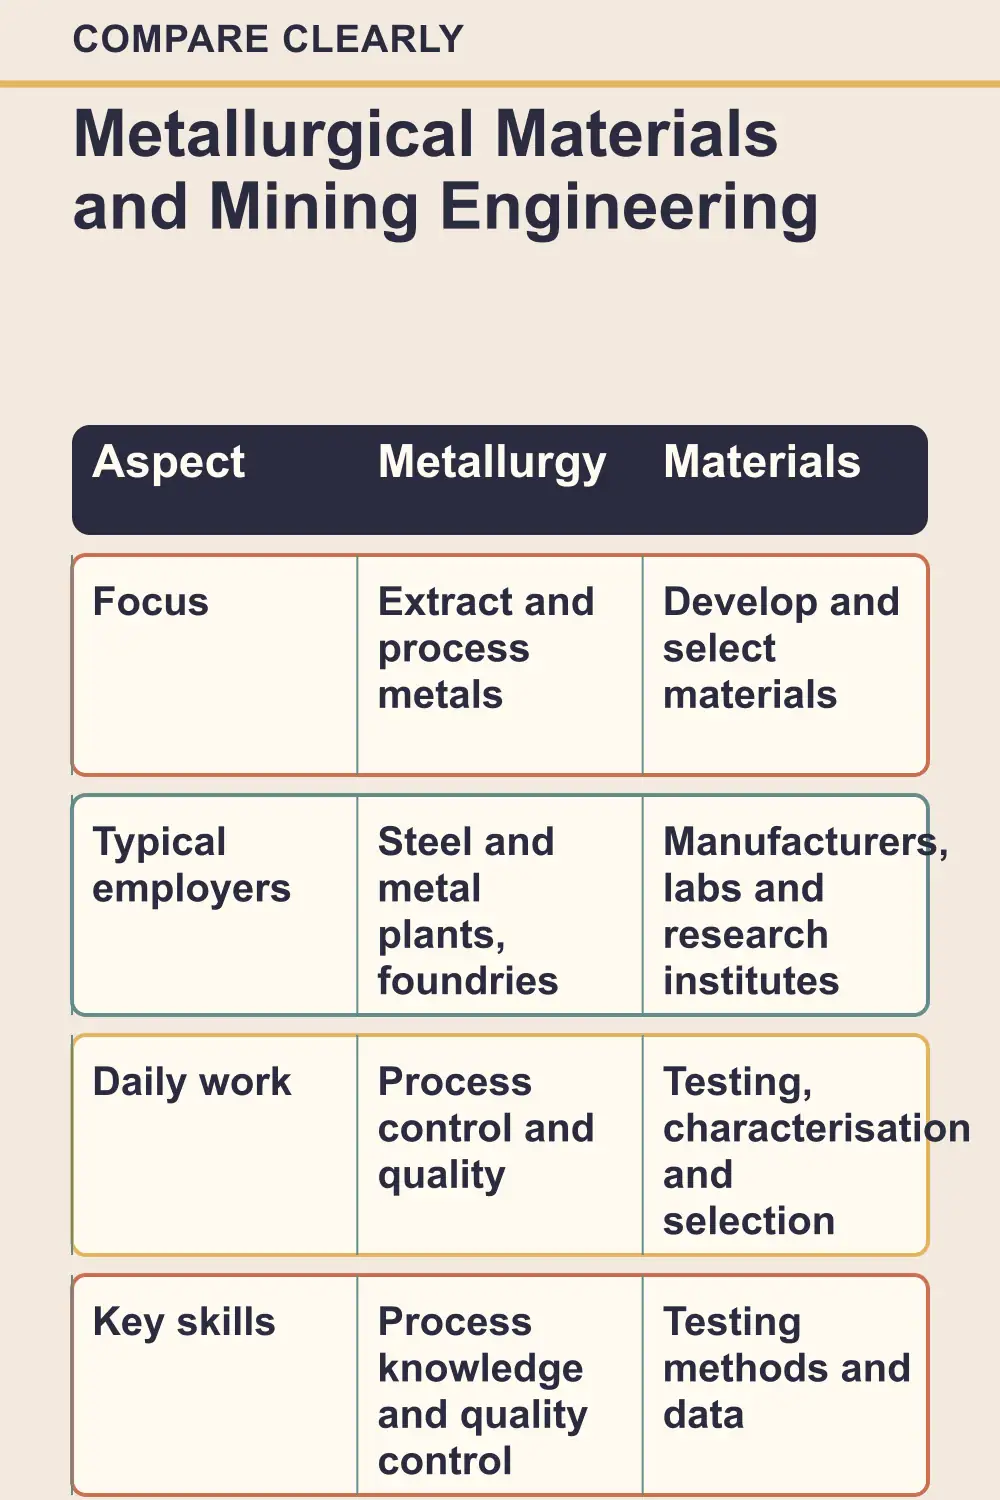 COMPARE CLEARLY
Metallurgical Materials
and Mining Engineering
Aspect
Metallurgy
Materials
Focus
Extract and
process
metals
Develop and
select
materials
Typical
employers
Steel and
metal
plants,
foundries
Manufacturers,
labs and
research
institutes
Daily work
Process
control and
quality
Testing,
characterisation
and
selection
Key skills
Process
knowledge
and quality
control
Testing
methods and
data